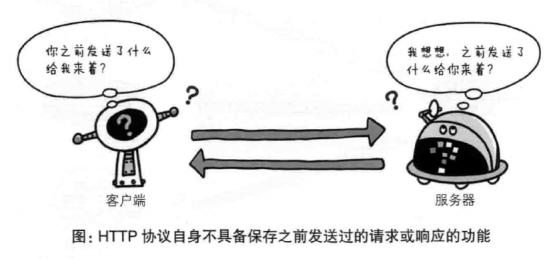 你之前发送了什么
给我来着?
我想想,之前发送了
什么给你来着?
?
?
?
客户端
服务器
图:HTTP 协议自身不具备保存之前发送过的请求或响应的功能